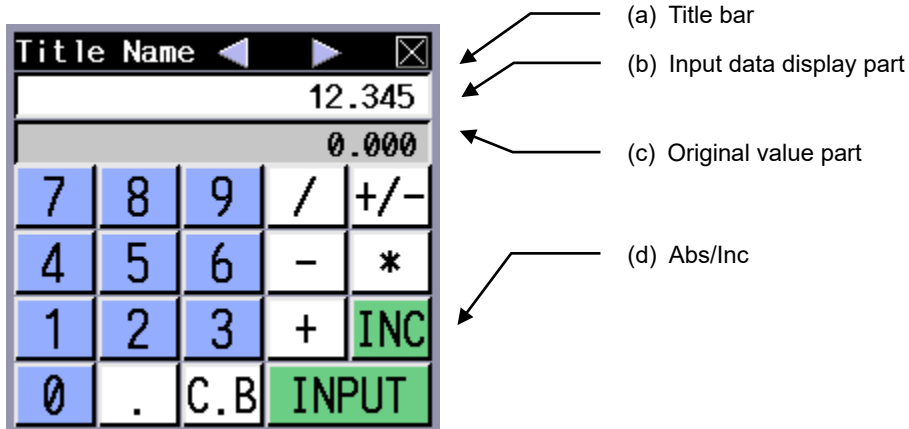 (a) Title bar
Title Name
(b) Input data display part
12.345
0.000
(c) Original value part
7 8 9 / +/-
4 5 6 - *
(d) Abs/Inc
1 2 3 + INC
0 . C.B INPUT